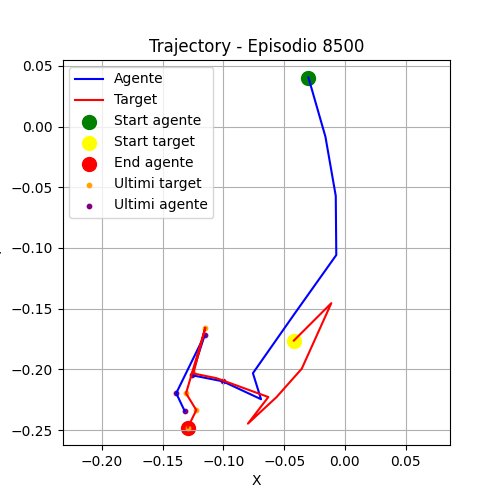 Trajectory - Episodio 8500
Agente
Target
Start agente
Start target
End agente
Ultimi target
Ultimi agente
0.05
0.00
−0.05
−0.10
−0.15
−0.20
−0.25
−0.20
−0.15
−0.10
−0.05
0.00
0.05
X